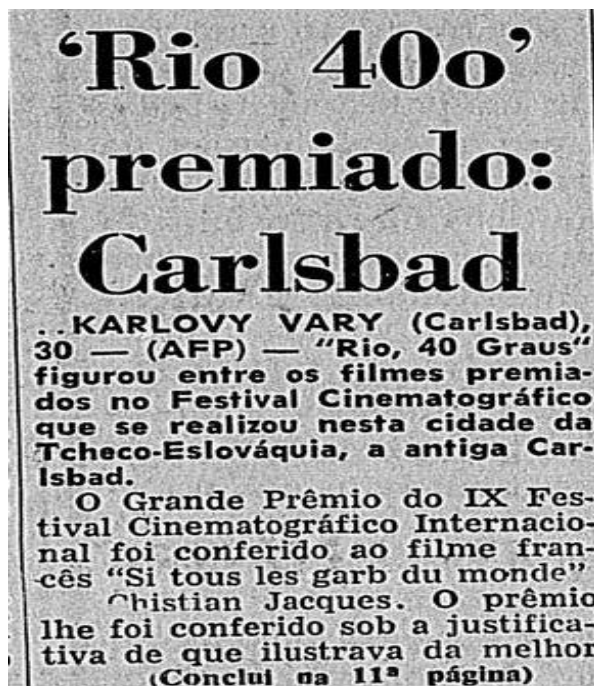 ‘Rio 40o’
premiado:
Carlsbad
..KARLOVY VARY (Carlsbad),
30 — (AFP) — "Rio, 40 Graus"
figurou entre os filmes premia-
dos no Festival Cinematográfico
que se realizou nesta cidade da
Tcheco-Eslováquia, a antiga Car-
lsbad.
O Grande Prêmio do IX Fes-
tival Cinematográfico Internacio-
nal foi conferido ao filme fran-
cês "Si tous les garb du monde"
Chistian Jacques. O prêmio
lhe foi conferido sob a justifica-
tiva de que ilustrava da melhor
(Conclui na 11ª página)